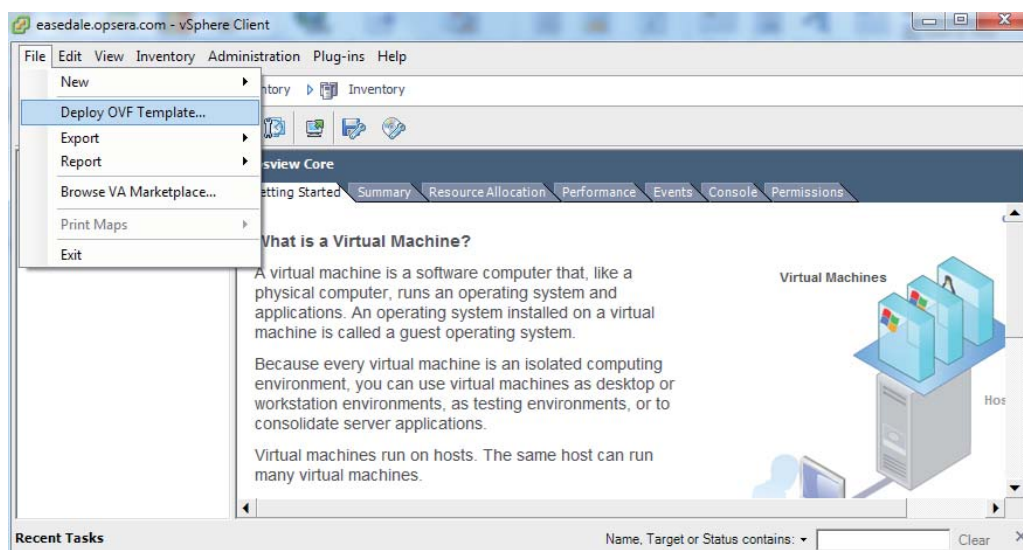 easedale.opsera.com - vSphere Client
File Edit View Inventory Administration Plug-ins Help
New
Deploy OVF Template...
Export
Report
Browse VA Marketplace...
Print Maps
Exit
ntory Inventory
sview Core
etting Started Summary Resource Allocation Performance Events Console Permissions
What is a Virtual Machine?
A virtual machine is a software computer that, like a
physical computer, runs an operating system and
applications. An operating system installed on a virtual
machine is called a guest operating system.
Because every virtual machine is an isolated computing
environment, you can use virtual machines as desktop or
workstation environments, as testing environments, or to
consolidate server applications.
Virtual machines run on hosts. The same host can run
many virtual machines.
Virtual Machines
Hos
Recent Tasks
Name, Target or Status contains:
Clear